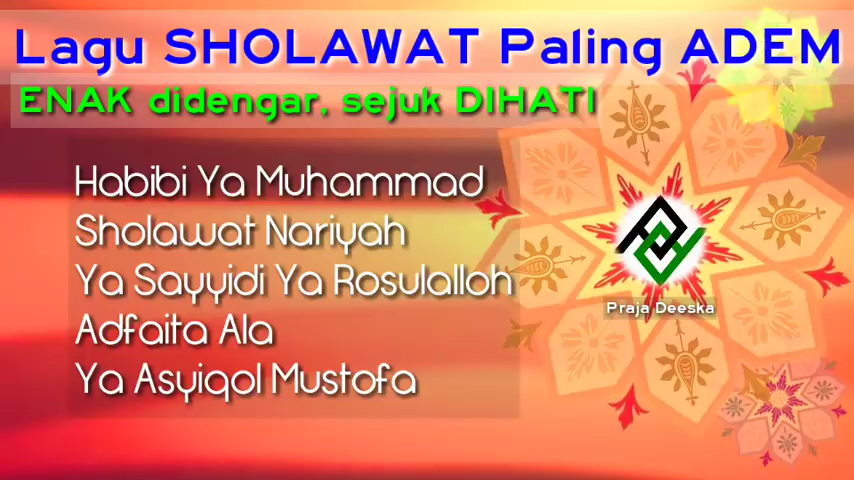 Lagu SHOLAWAT Paling ADEM
ENAK didengar, sejuk DIHATI
Habibi Ya Muhammad
Sholawat Nariyah
Ya Sayyidi Ya Rosulalloh
Adfaita Ala
Ya Asyiqol Mustofa
Praja Deeska